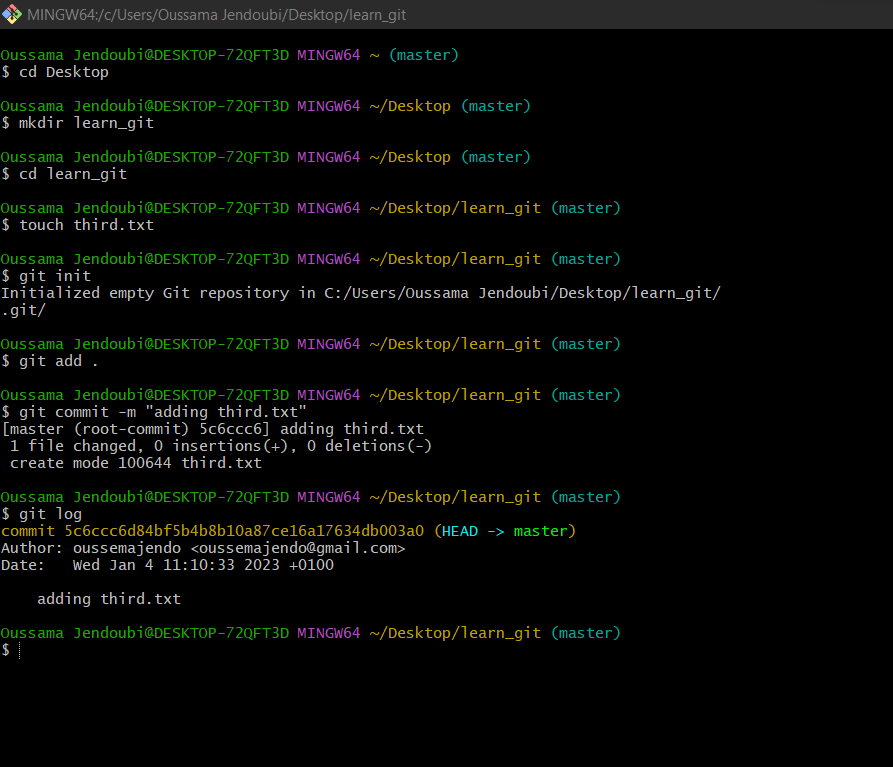 MINGW64:/c/Users/Oussama Jendoubi/Desktop/learn_git
Oussama Jendoubi@DESKTOP-72QFT3D MINGW64 ~ (master)
$ cd Desktop
Oussama Jendoubi@DESKTOP-72QFT3D MINGW64 ~/Desktop (master)
$ mkdir learn_git
Oussama Jendoubi@DESKTOP-72QFT3D MINGW64 ~/Desktop (master)
$ cd learn_git
Oussama Jendoubi@DESKTOP-72QFT3D MINGW64 ~/Desktop/learn_git (master)
$ touch third.txt
Oussama Jendoubi@DESKTOP-72QFT3D MINGW64 ~/Desktop/learn_git (master)
$ git init
Initialized empty Git repository in C:/Users/Oussama Jendoubi/Desktop/learn_git/
.git/
Oussama Jendoubi@DESKTOP-72QFT3D MINGW64 ~/Desktop/learn_git (master)
$ git add .
Oussama Jendoubi@DESKTOP-72QFT3D MINGW64 ~/Desktop/learn_git (master)
$ git commit -m "adding third.txt"
[master (root-commit) 5c6ccc6] adding third.txt
 1 file changed, 0 insertions(+), 0 deletions(-)
 create mode 100644 third.txt
Oussama Jendoubi@DESKTOP-72QFT3D MINGW64 ~/Desktop/learn_git (master)
$ git log
commit 5c6ccc6d84bf5b4b8b10a87ce16a17634db003a0 (HEAD -> master)
Author: oussemajendo <oussemajendo@gmail.com>
Date:   Wed Jan 4 11:10:33 2023 +0100
    adding third.txt
Oussama Jendoubi@DESKTOP-72QFT3D MINGW64 ~/Desktop/learn_git (master)
$